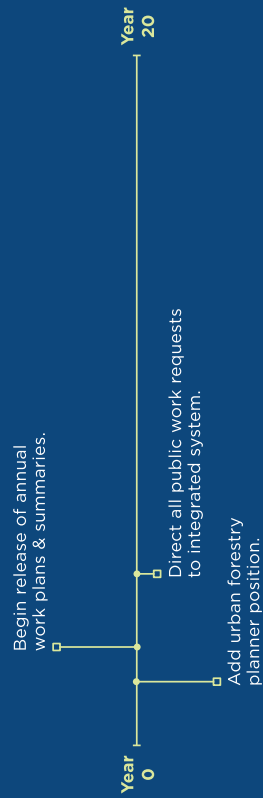 Year
0
Add urban forestry
planner position.
Begin release of annual
work plans & summaries.
Direct all public work requests
to integrated system.
Year
20